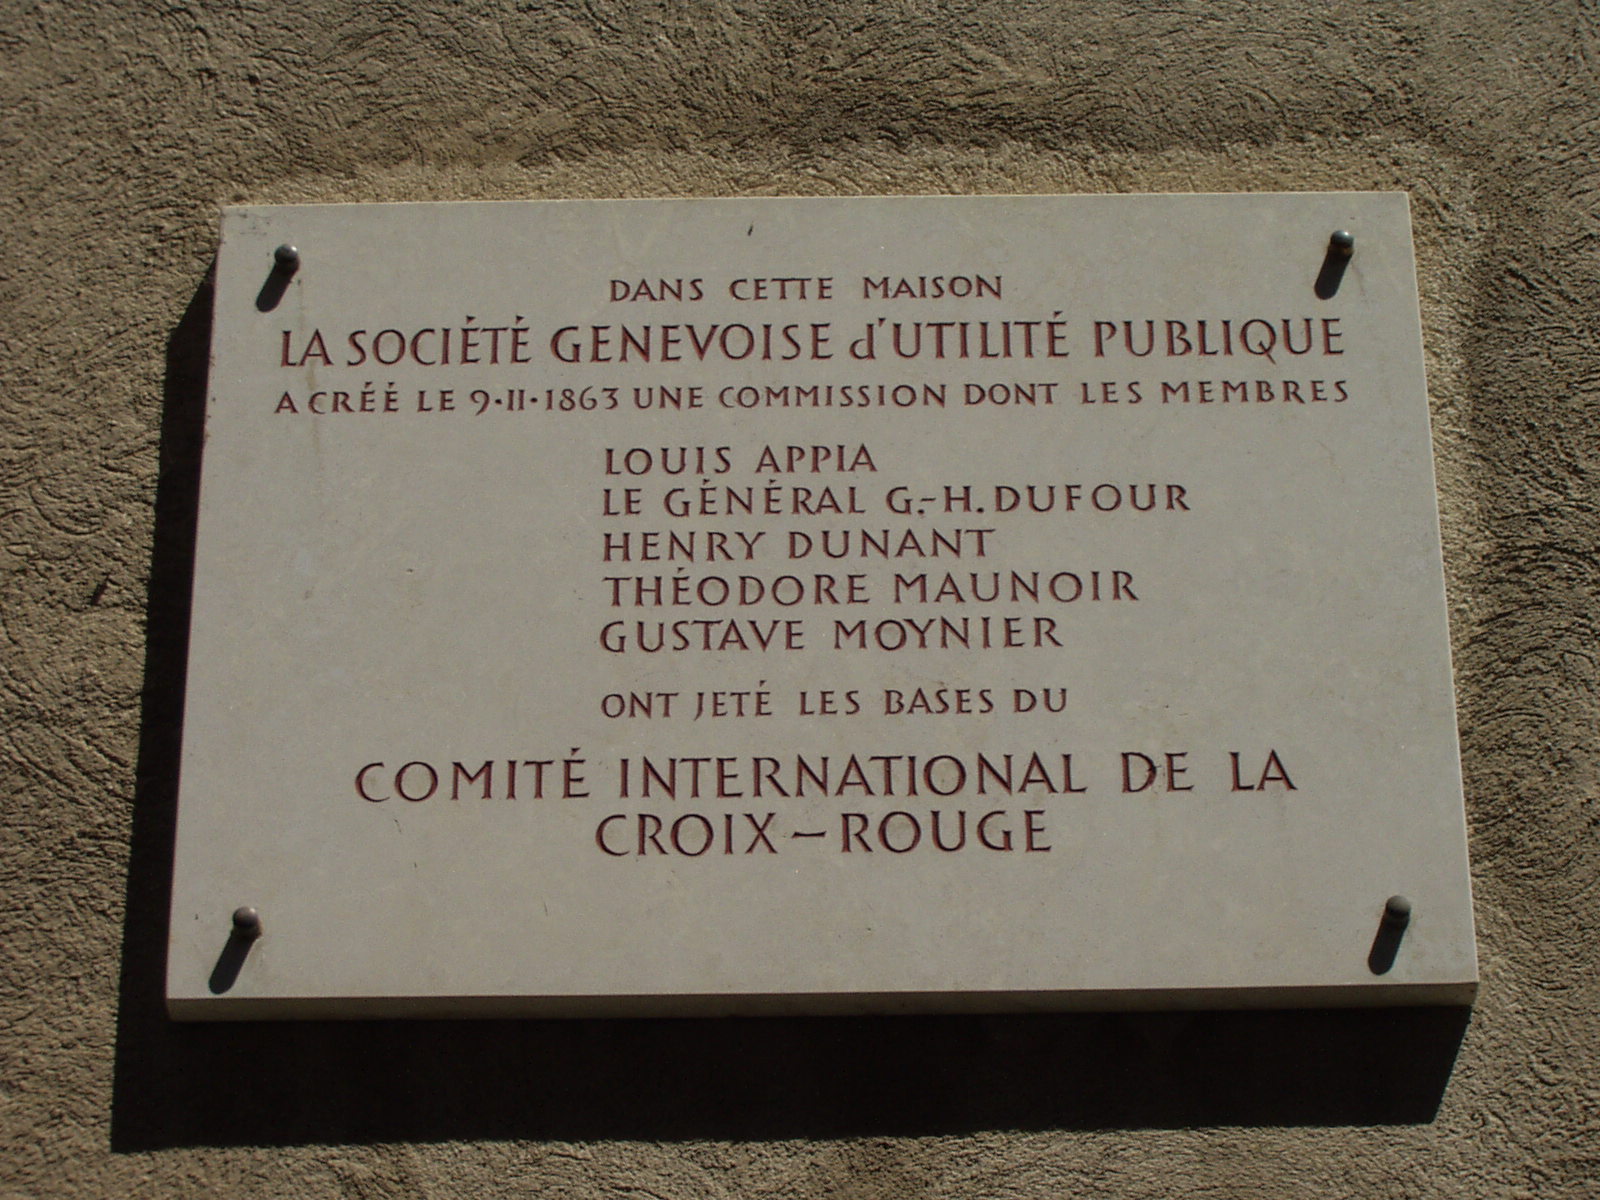 DANS CETTE MAISON
LA SOCIÉTÉ GENEVOISE d'UTILITÉ PUBLIQUE
A CRÉÉ LE 9·II·1863 UNE COMMISSION DONT LES MEMBRES
LOUIS APPIA
LE GÉNÉRAL G.-H. DUFOUR
HENRY DUNANT
THÉODORE MAUNOIR
GUSTAVE MOYNIER
ONT JETÉ LES BASES DU
COMITÉ INTERNATIONAL DE LA
CROIX-ROUGE